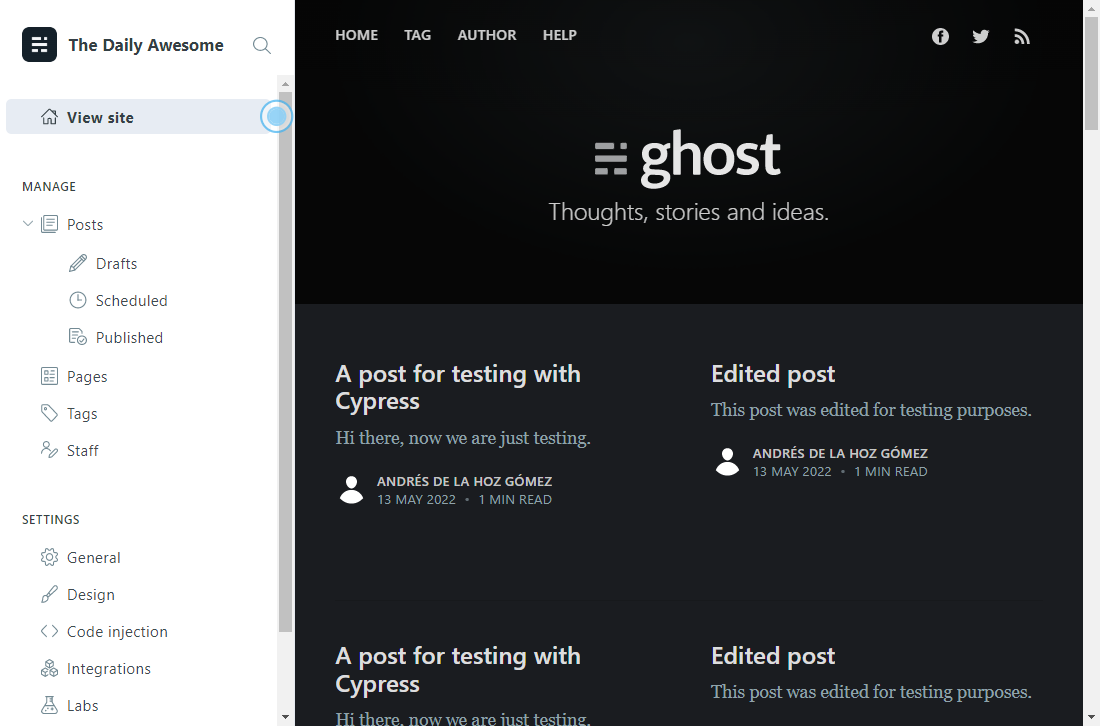 The Daily Awesome
View site
MANAGE
Posts
Drafts
Scheduled
Published
Pages
Tags
Staff
SETTINGS
General
Design
Code injection
Integrations
Labs
HOME TAG AUTHOR HELP
ghost
Thoughts, stories and ideas.
A post for testing with
Cypress
Hi there, now we are just testing.
ANDRÉS DE LA HOZ GÓMEZ
13 MAY 2022 • 1 MIN READ
Edited post
This post was edited for testing purposes.
ANDRÉS DE LA HOZ GÓMEZ
13 MAY 2022 • 1 MIN READ
A post for testing with
Cypress
Hi there, now we are just testing.
Edited post
This post was edited for testing purposes.